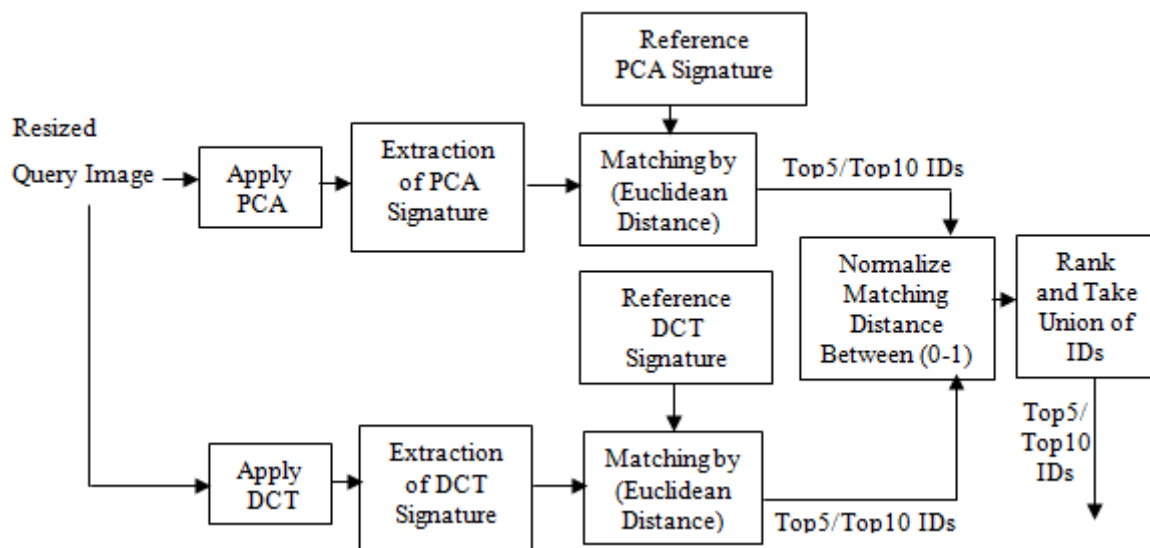 Reference
PCA Signature
Resized
Query Image
Apply
PCA
Extraction
of PCA
Signature
Matching by
(Euclidean
Distance)
Top5/Top10 IDs
Normalize
Matching
Distance
Between (0-1)
Rank
and Take
Union of
IDs
Reference
DCT
Signature
Apply
DCT
Extraction
of DCT
Signature
Matching by
(Euclidean
Distance)
Top5/Top10 IDs
Top5/
Top10
IDs